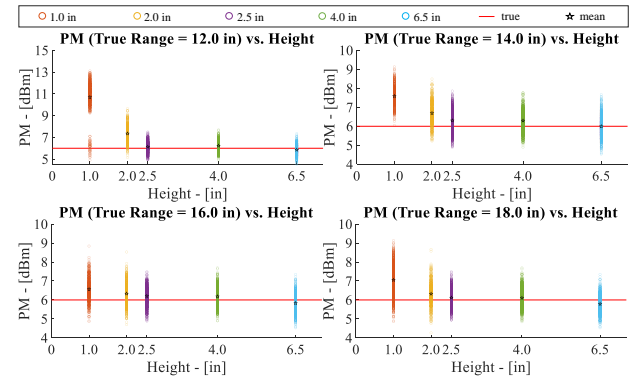 1.0 in 2.0 in 2.5 in 4.0 in 6.5 in true mean
PM (True Range = 12.0 in) vs. Height
PM - [dBm]
15
13
11
9
7
5
0 1.0 2.0 2.5 4.0 6.5
Height - [in]
PM (True Range = 14.0 in) vs. Height
PM - [dBm]
10
9
8
7
6
5
4
0 1.0 2.0 2.5 4.0 6.5
Height - [in]
PM (True Range = 16.0 in) vs. Height
PM - [dBm]
10
9
8
7
6
5
4
0 1.0 2.0 2.5 4.0 6.5
Height - [in]
PM (True Range = 18.0 in) vs. Height
PM - [dBm]
10
9
8
7
6
5
4
0 1.0 2.0 2.5 4.0 6.5
Height - [in]